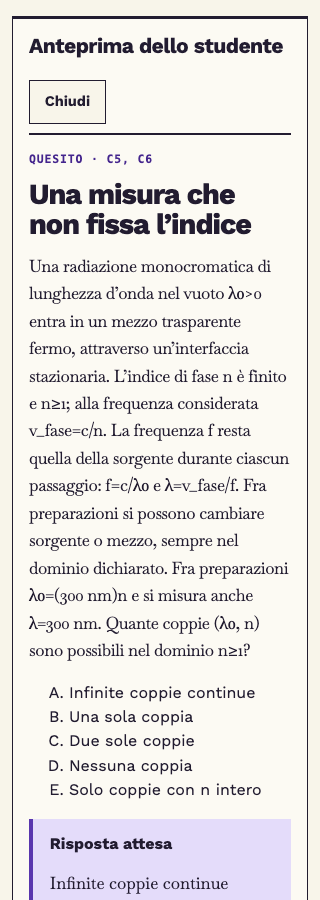 Anteprima dello studente
Chiudi
QUESITO · C5, C6
Una misura che
non fissa l’indice
Una radiazione monocromatica di
lunghezza d’onda nel vuoto λ0>0
entra in un mezzo trasparente
fermo, attraverso un’interfaccia
stazionaria. L’indice di fase n è finito
e n≥1; alla frequenza considerata
v_fase=c/n. La frequenza f resta
quella della sorgente durante ciascun
passaggio: f=c/λ0 e λ=v_fase/f. Fra
preparazioni si possono cambiare
sorgente o mezzo, sempre nel
dominio dichiarato. Fra preparazioni
λ0=(300 nm)n e si misura anche
λ=300 nm. Quante coppie (λ0, n)
sono possibili nel dominio n≥1?
A. Infinite coppie continue
B. Una sola coppia
C. Due sole coppie
D. Nessuna coppia
E. Solo coppie con n intero
Risposta attesa
Infinite coppie continue